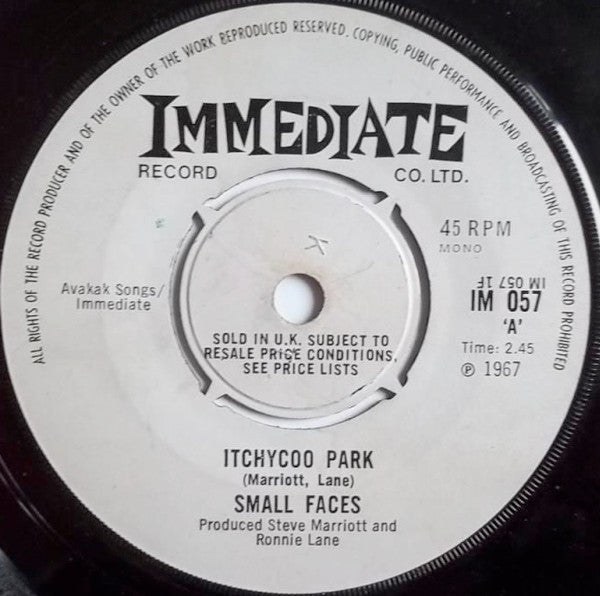 ALL RIGHTS OF THE RECORD PRODUCER AND OF THE OWNER OF THE WORK REPRODUCED RESERVED. COPYING, PUBLIC PERFORMANCE AND BROADCASTING OF THIS RECORD PROHIBITED
IMMEDIATE
RECORD CO. LTD.
K
45 RPM
MONO
Avakak Songs/
Immediate
IM 057 1F
IM 057
'A'
Time: 2.45
℗ 1967
SOLD IN U.K. SUBJECT TO
RESALE PRICE CONDITIONS,
SEE PRICE LISTS
ITCHYCOO PARK
(Marriott, Lane)
SMALL FACES
Produced Steve Marriott and
Ronnie Lane